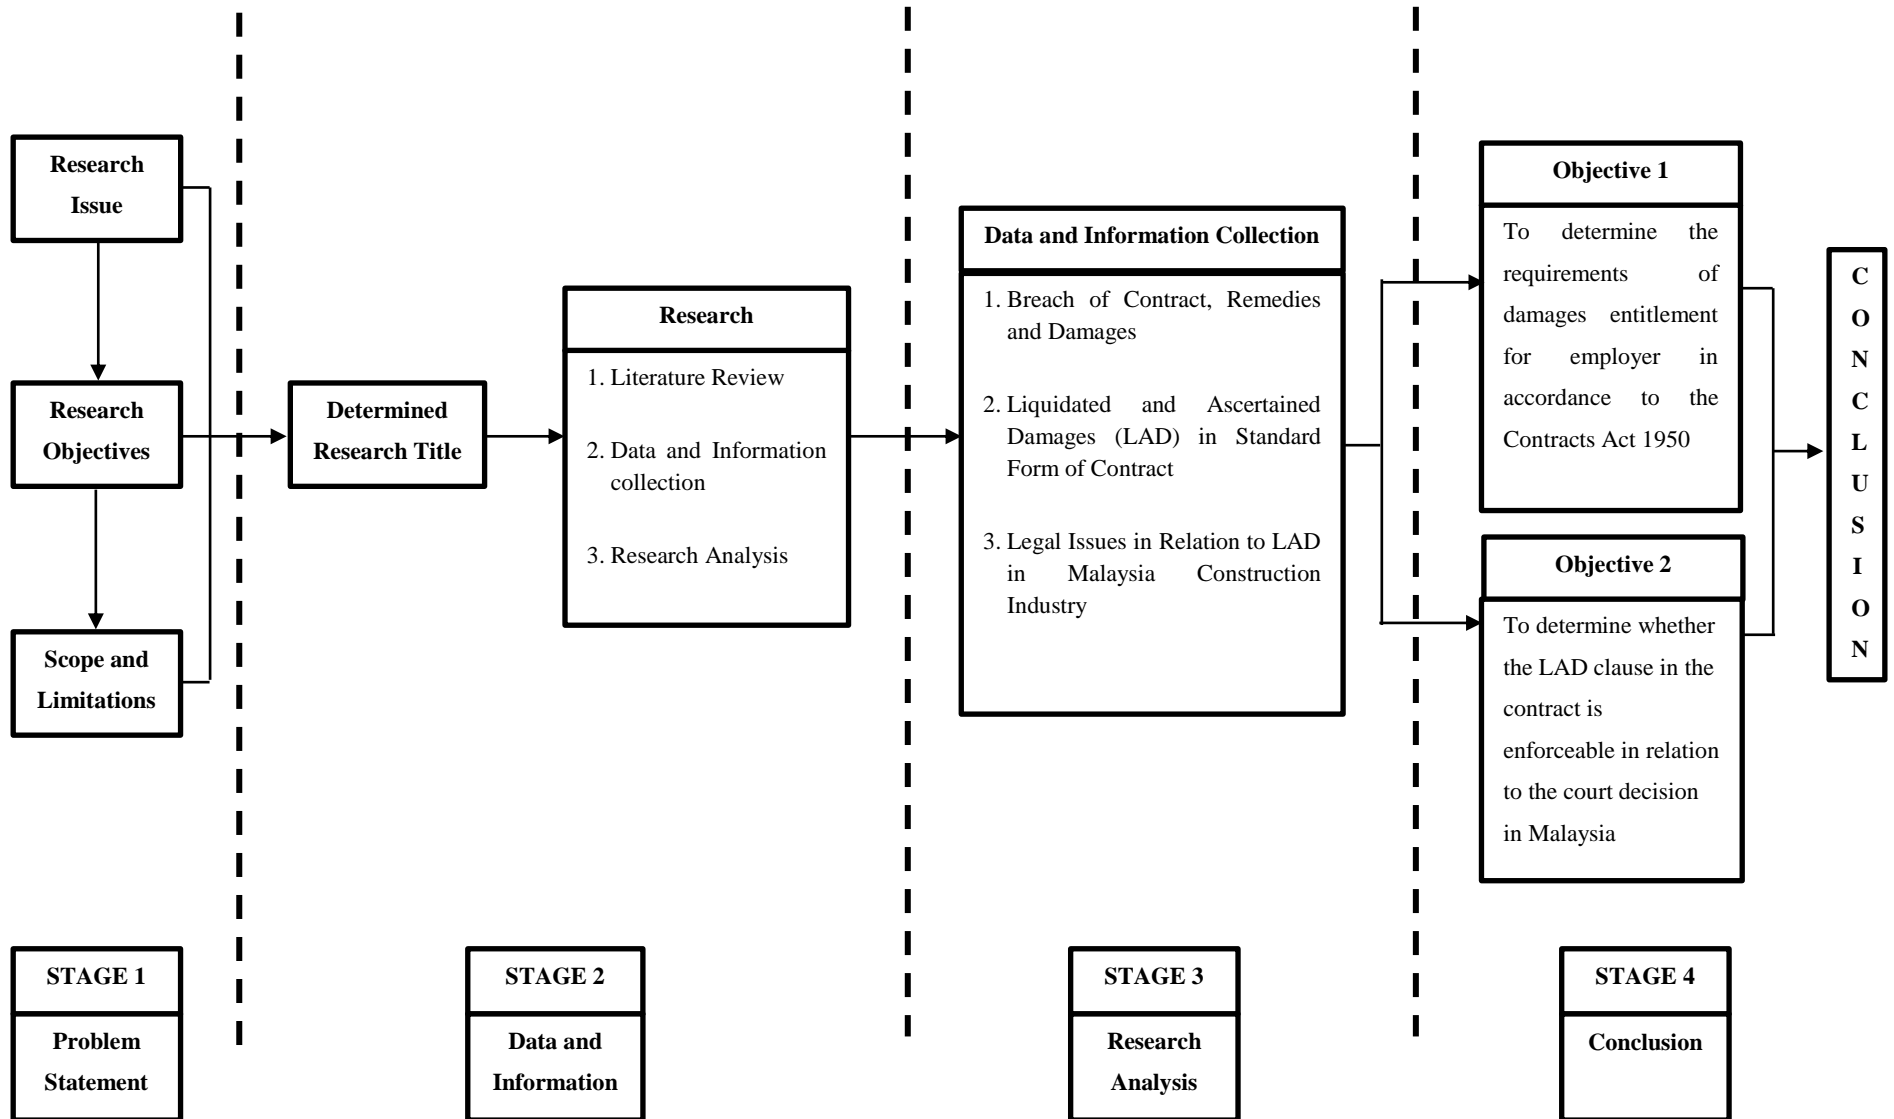 Research
Issue
Research
Objectives
Scope and
Limitations
Determined
Research Title
Research
1. Literature Review
2. Data and Information
collection
3. Research Analysis
Data and Information Collection
1. Breach of Contract, Remedies
and Damages
2. Liquidated and Ascertained
Damages (LAD) in Standard
Form of Contract
3. Legal Issues in Relation to LAD
in Malaysia Construction
Industry
Objective 1
To determine the
requirements of
damages entitlement
for employer in
accordance to the
Contracts Act 1950
Objective 2
To determine whether
the LAD clause in the
contract is
enforceable in relation
to the court decision
in Malaysia
C
O
N
C
L
U
S
I
O
N
STAGE 1
Problem
Statement
STAGE 2
Data and
Information
STAGE 3
Research
Analysis
STAGE 4
Conclusion